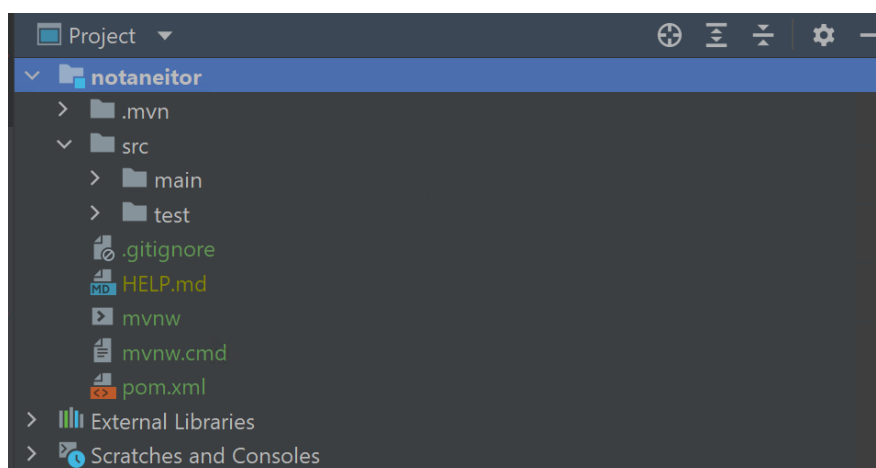 Project
notaneitor
.mvn
src
main
test
.gitignore
MD HELP.md
mvnw
mvnw.cmd
pom.xml
External Libraries
Scratches and Consoles